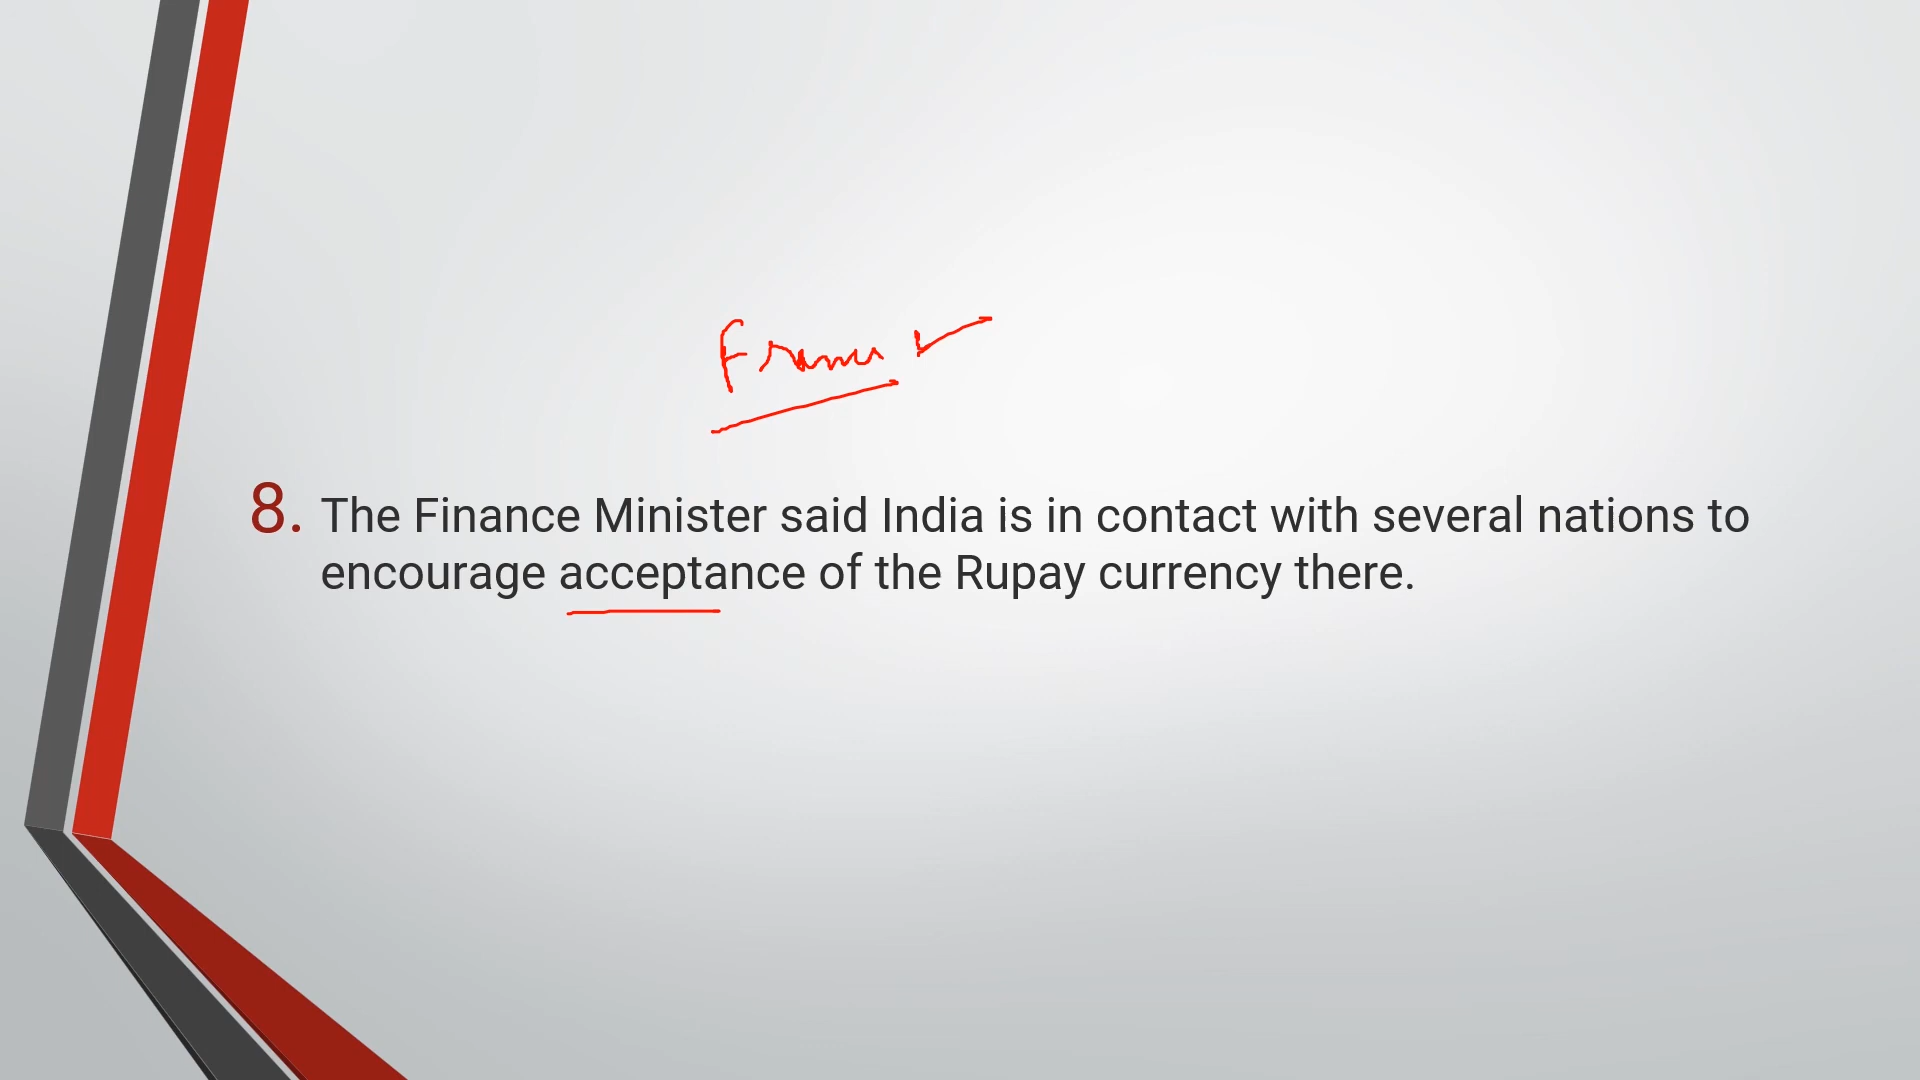 8. The Finance Minister said India is in contact with several nations to
encourage acceptance of the Rupay currency there.